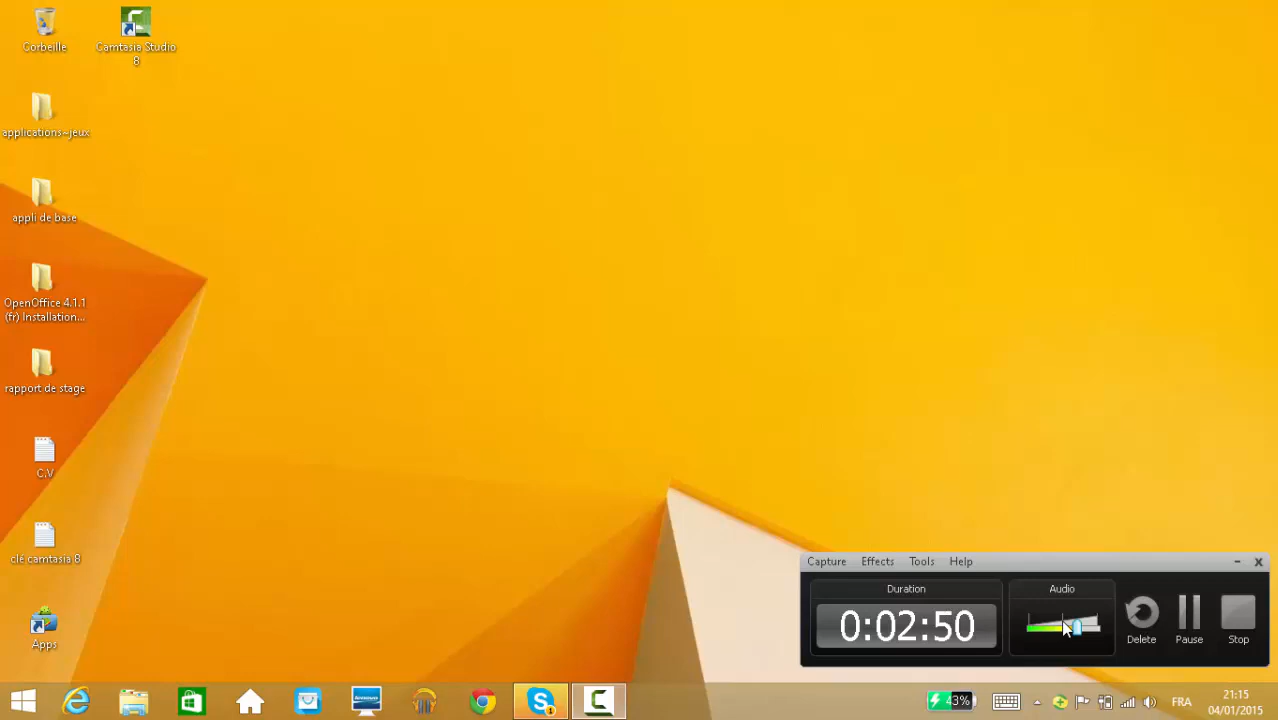 Corbeille
Camtasia Studio
8
applications~jeux
appli de base
OpenOffice 4.1.1
(fr) Installation...
rapport de stage
C.V
clé camtasia 8
Apps
Capture Effects Tools Help
Duration
Audio
0:02:50
Delete
Pause
Stop
43%
FRA
21:15
04/01/2015